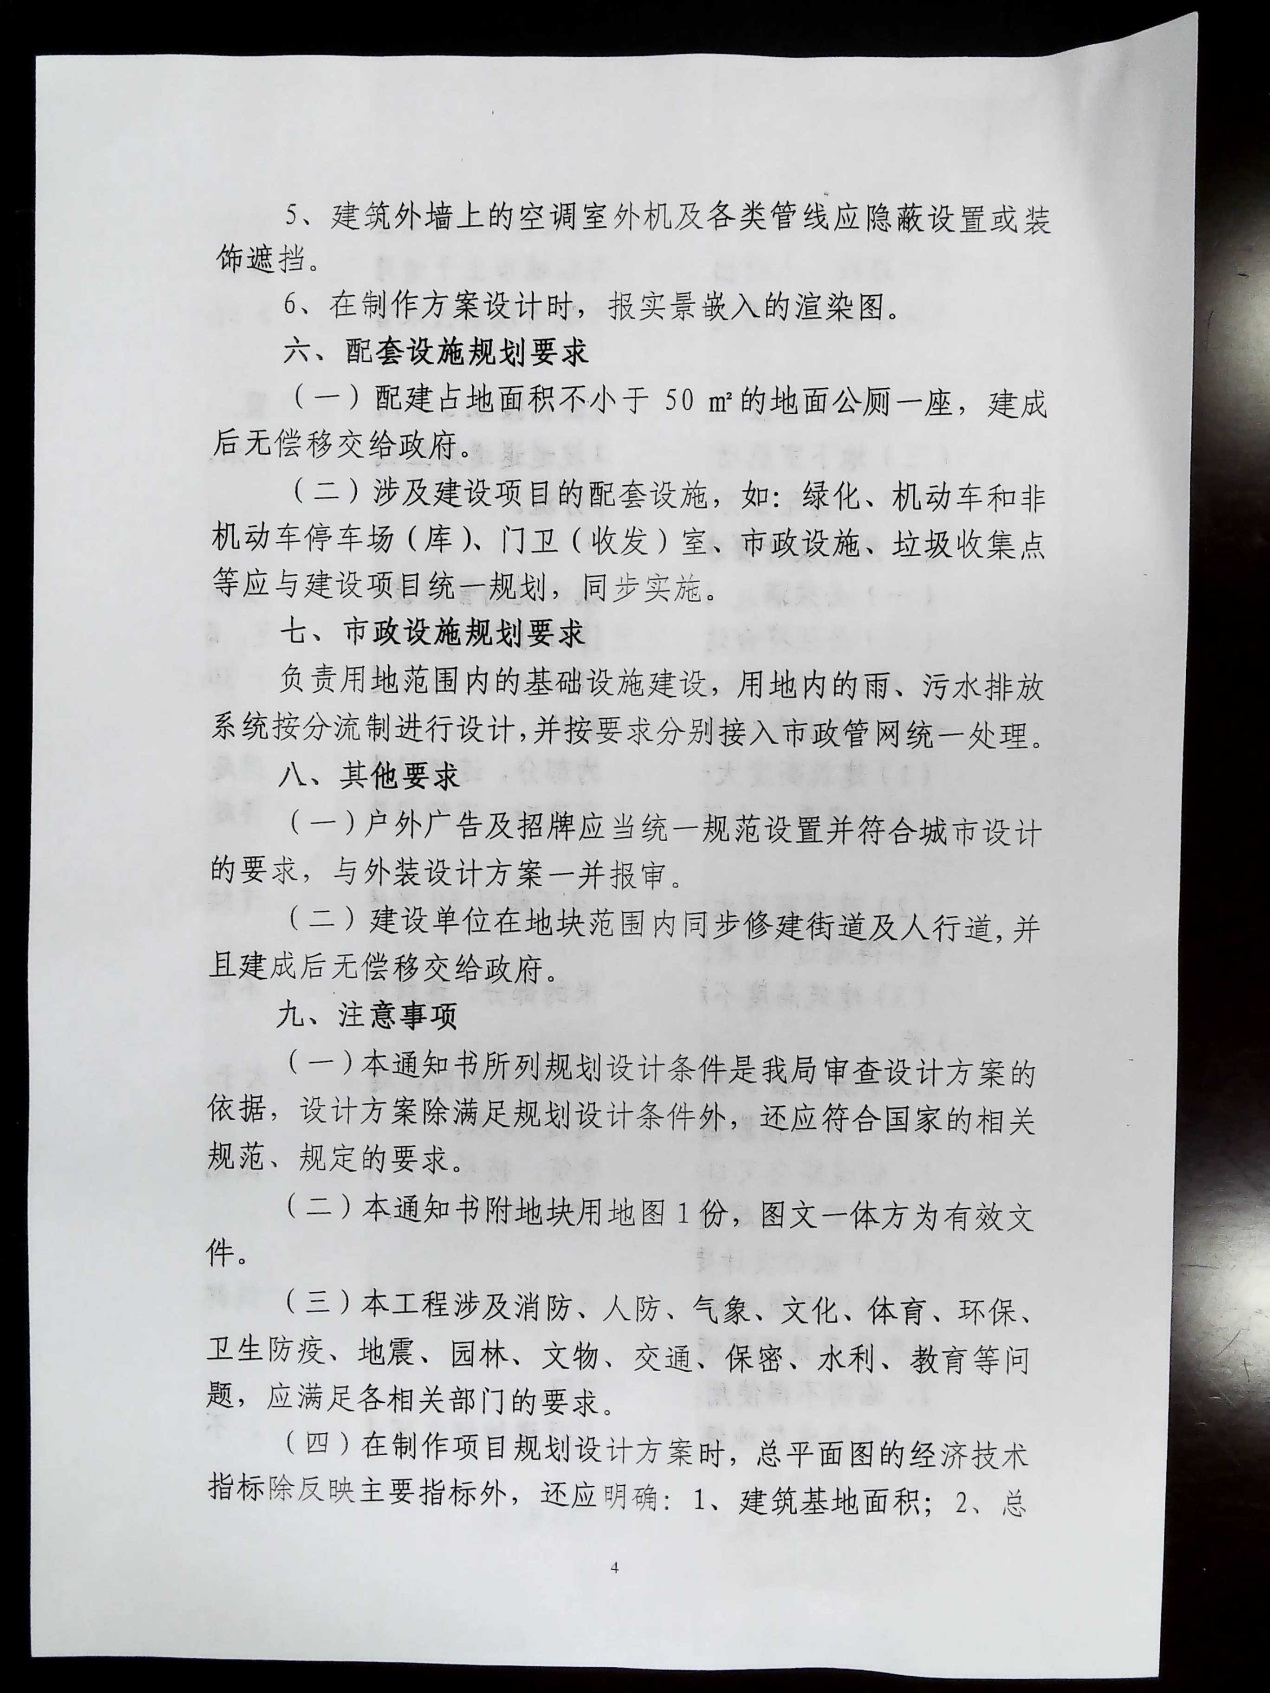 5、建筑外墙上的空调室外机及各类管线应隐蔽设置或装
饰遮挡。
6、在制作方案设计时，报实景嵌入的渲染图。
六、配套设施规划要求
（一）配建占地面积不小于 50 ㎡的地面公厕一座，建成
后无偿移交给政府。
（二）涉及建设项目的配套设施，如：绿化、机动车和非
机动车停车场（库）、门卫（收发）室、市政设施、垃圾收集点
等应与建设项目统一规划，同步实施。
七、市政设施规划要求
负责用地范围内的基础设施建设，用地内的雨、污水排放
系统按分流制进行设计，并按要求分别接入市政管网统一处理。
八、其他要求
（一）户外广告及招牌应当统一规范设置并符合城市设计
的要求，与外装设计方案一并报审。
（二）建设单位在地块范围内同步修建街道及人行道，并
且建成后无偿移交给政府。
九、注意事项
（一）本通知书所列规划设计条件是我局审查设计方案的
依据，设计方案除满足规划设计条件外，还应符合国家的相关
规范、规定的要求。
（二）本通知书附地块用地图 1 份，图文一体方为有效文
件。
（三）本工程涉及消防、人防、气象、文化、体育、环保、
卫生防疫、地震、园林、文物、交通、保密、水利、教育等问
题，应满足各相关部门的要求。
（四）在制作项目规划设计方案时，总平面图的经济技术
指标除反映主要指标外，还应明确：1、建筑基地面积；2、总
4